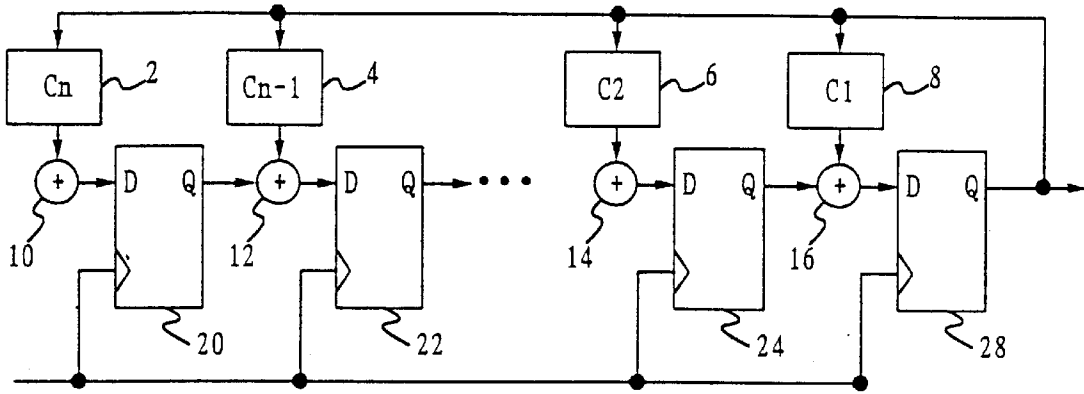 Cn 2 Cn-1 4 C2 6 C1 8
+ D Q + D Q ••• + D Q + D Q
10 12 14 16
20 22 24 28